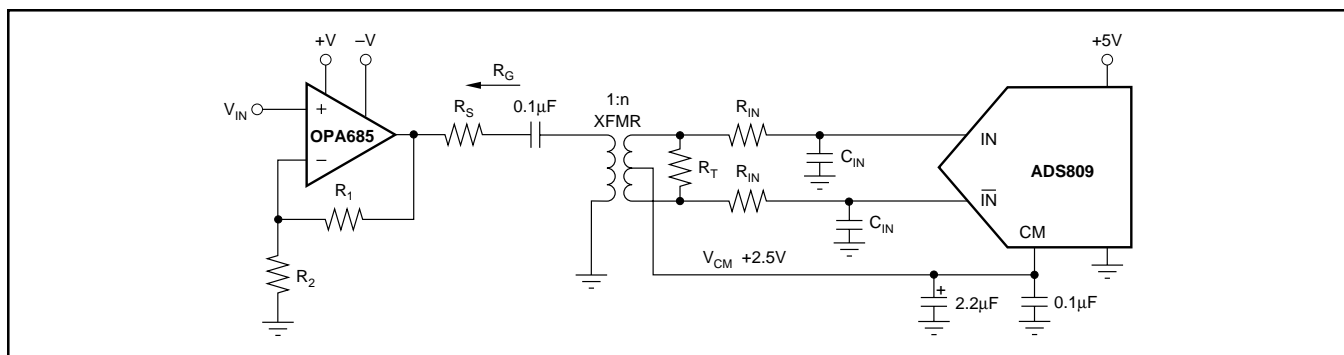 +V
–V
+5V
R_G
V_IN
+
OPA685
–
R_S
0.1µF
1:n
XFMR
R_IN
C_IN
R_T
R_IN
C_IN
IN
ADS809
IN̅
CM
R_1
R_2
V_CM +2.5V
+
2.2µF
0.1µF